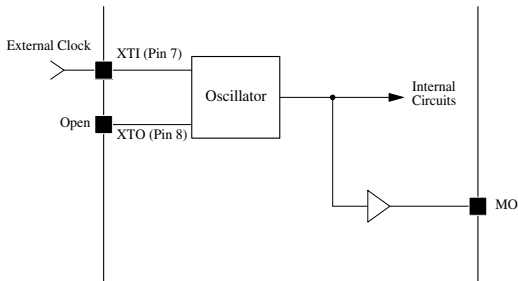 External Clock
XTI (Pin 7)
Open
XTO (Pin 8)
Oscillator
Internal
Circuits
MO